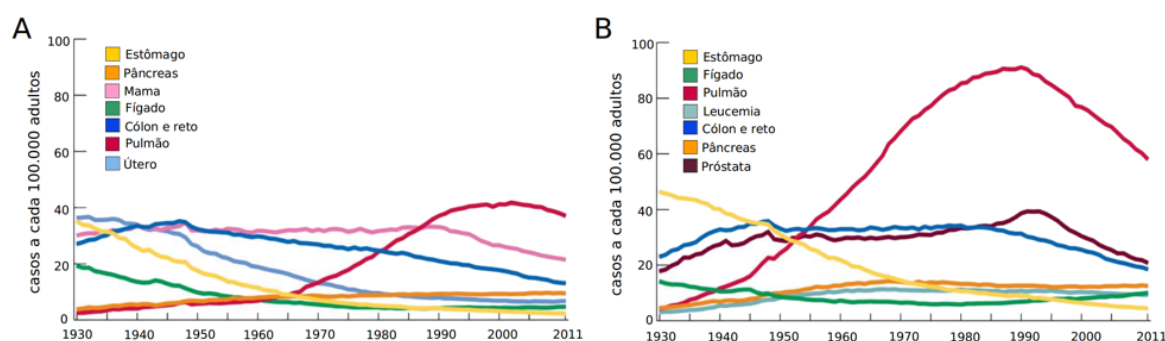 A
casos a cada 100.000 adultos
100
80
60
40
20
0
Estômago
Pâncreas
Mama
Fígado
Cólon e reto
Pulmão
Útero
1930 1940 1950 1960 1970 1980 1990 2000 2011
B
casos a cada 100.000 adultos
100
80
60
40
20
0
Estômago
Fígado
Pulmão
Leucemia
Cólon e reto
Pâncreas
Próstata
1930 1940 1950 1960 1970 1980 1990 2000 2011